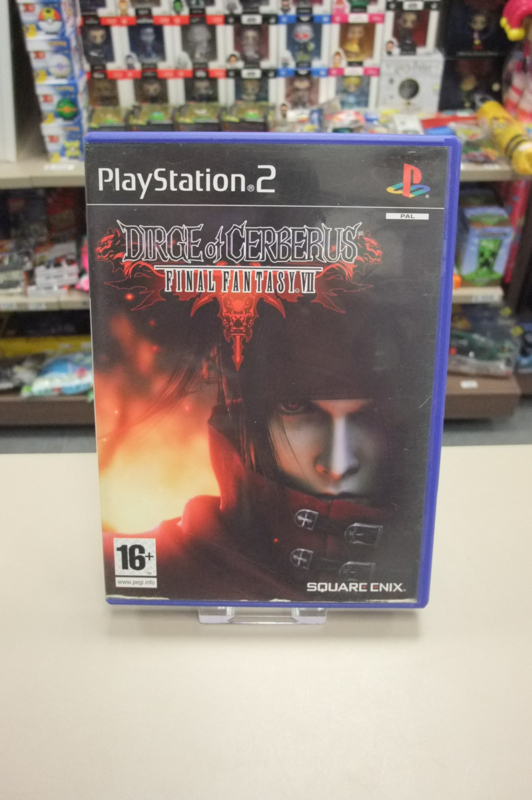 PlayStation®2
PAL
DIRGE of CERBERUS
FINAL FANTASY® VII
16+
www.pegi.info
SQUARE ENIX®